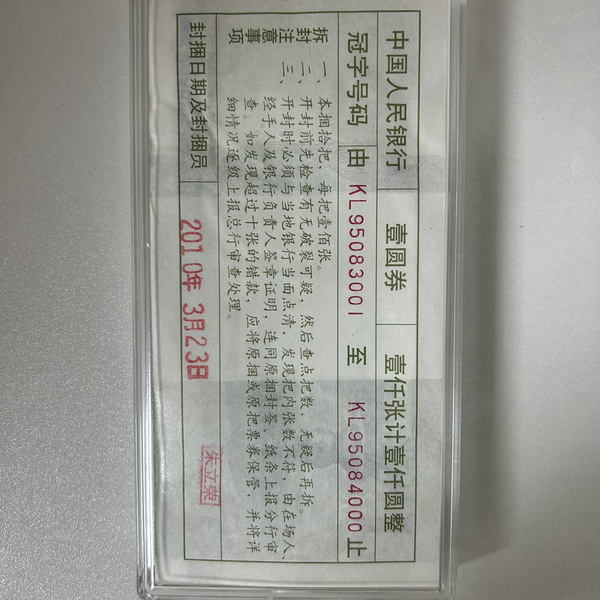 中国人民银行 壹圆券 壹仟张计壹仟圆整
冠字号码 由 KL95083001 至 KL95084000 止
拆封注意事项
一、本捆拾把，每把壹佰张。
二、开封前先检查有无破裂可疑，然后查点把数，无疑后再拆。
三、开封时必须与当地银行当面点清，发现把内张数不符，由在场人、
经手人及银行负责人签章证明，连同原捆封签、纸条上报分行审
查。如发现超过十张的错款，应将原捆或原把票券保管，并将详
细情况逐级上报总行审查处理。
封捆日期及封捆员 2010年 3月23日 朱立荣